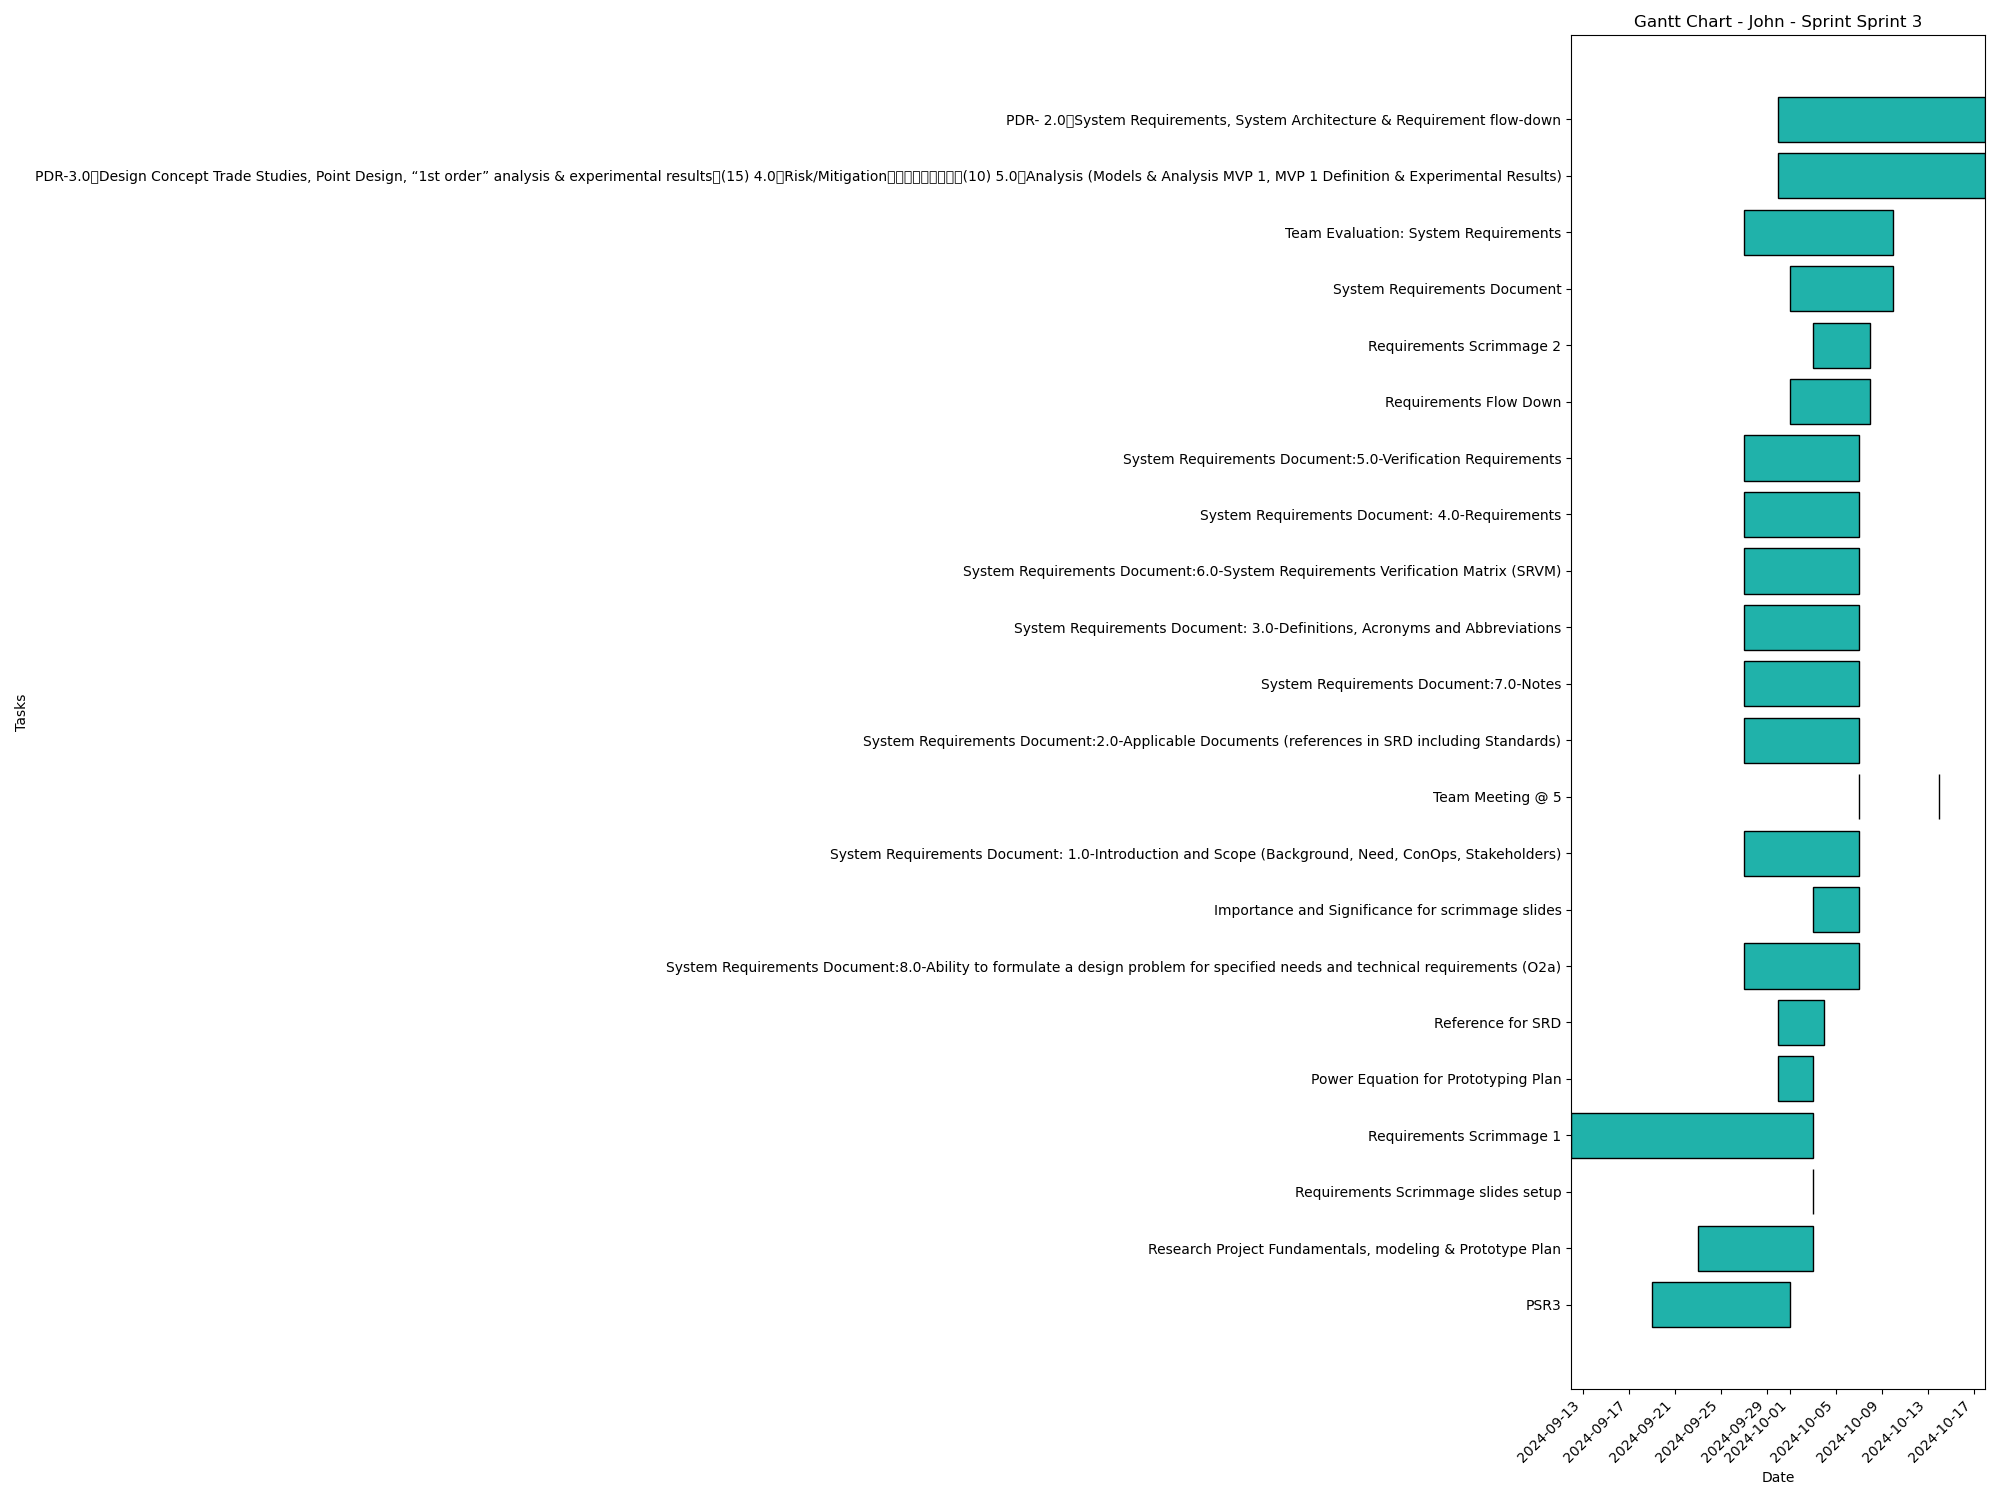 Gantt Chart - John - Sprint Sprint 3
PDR- 2.0▯System Requirements, System Architecture & Requirement flow-down
PDR-3.0▯Design Concept Trade Studies, Point Design, “1st order” analysis & experimental results▯(15) 4.0▯Risk/Mitigation▯▯▯▯▯▯▯▯▯(10) 5.0▯Analysis (Models & Analysis MVP 1, MVP 1 Definition & Experimental Results)
Team Evaluation: System Requirements
System Requirements Document
Requirements Scrimmage 2
Requirements Flow Down
System Requirements Document:5.0-Verification Requirements
System Requirements Document: 4.0-Requirements
System Requirements Document:6.0-System Requirements Verification Matrix (SRVM)
System Requirements Document: 3.0-Definitions, Acronyms and Abbreviations
System Requirements Document:7.0-Notes
System Requirements Document:2.0-Applicable Documents (references in SRD including Standards)
Team Meeting @ 5
System Requirements Document: 1.0-Introduction and Scope (Background, Need, ConOps, Stakeholders)
Importance and Significance for scrimmage slides
System Requirements Document:8.0-Ability to formulate a design problem for specified needs and technical requirements (O2a)
Reference for SRD
Power Equation for Prototyping Plan
Requirements Scrimmage 1
Requirements Scrimmage slides setup
Research Project Fundamentals, modeling & Prototype Plan
PSR3
Tasks
2024-09-13
2024-09-17
2024-09-21
2024-09-25
2024-09-29
2024-10-01
2024-10-05
2024-10-09
2024-10-13
2024-10-17
Date